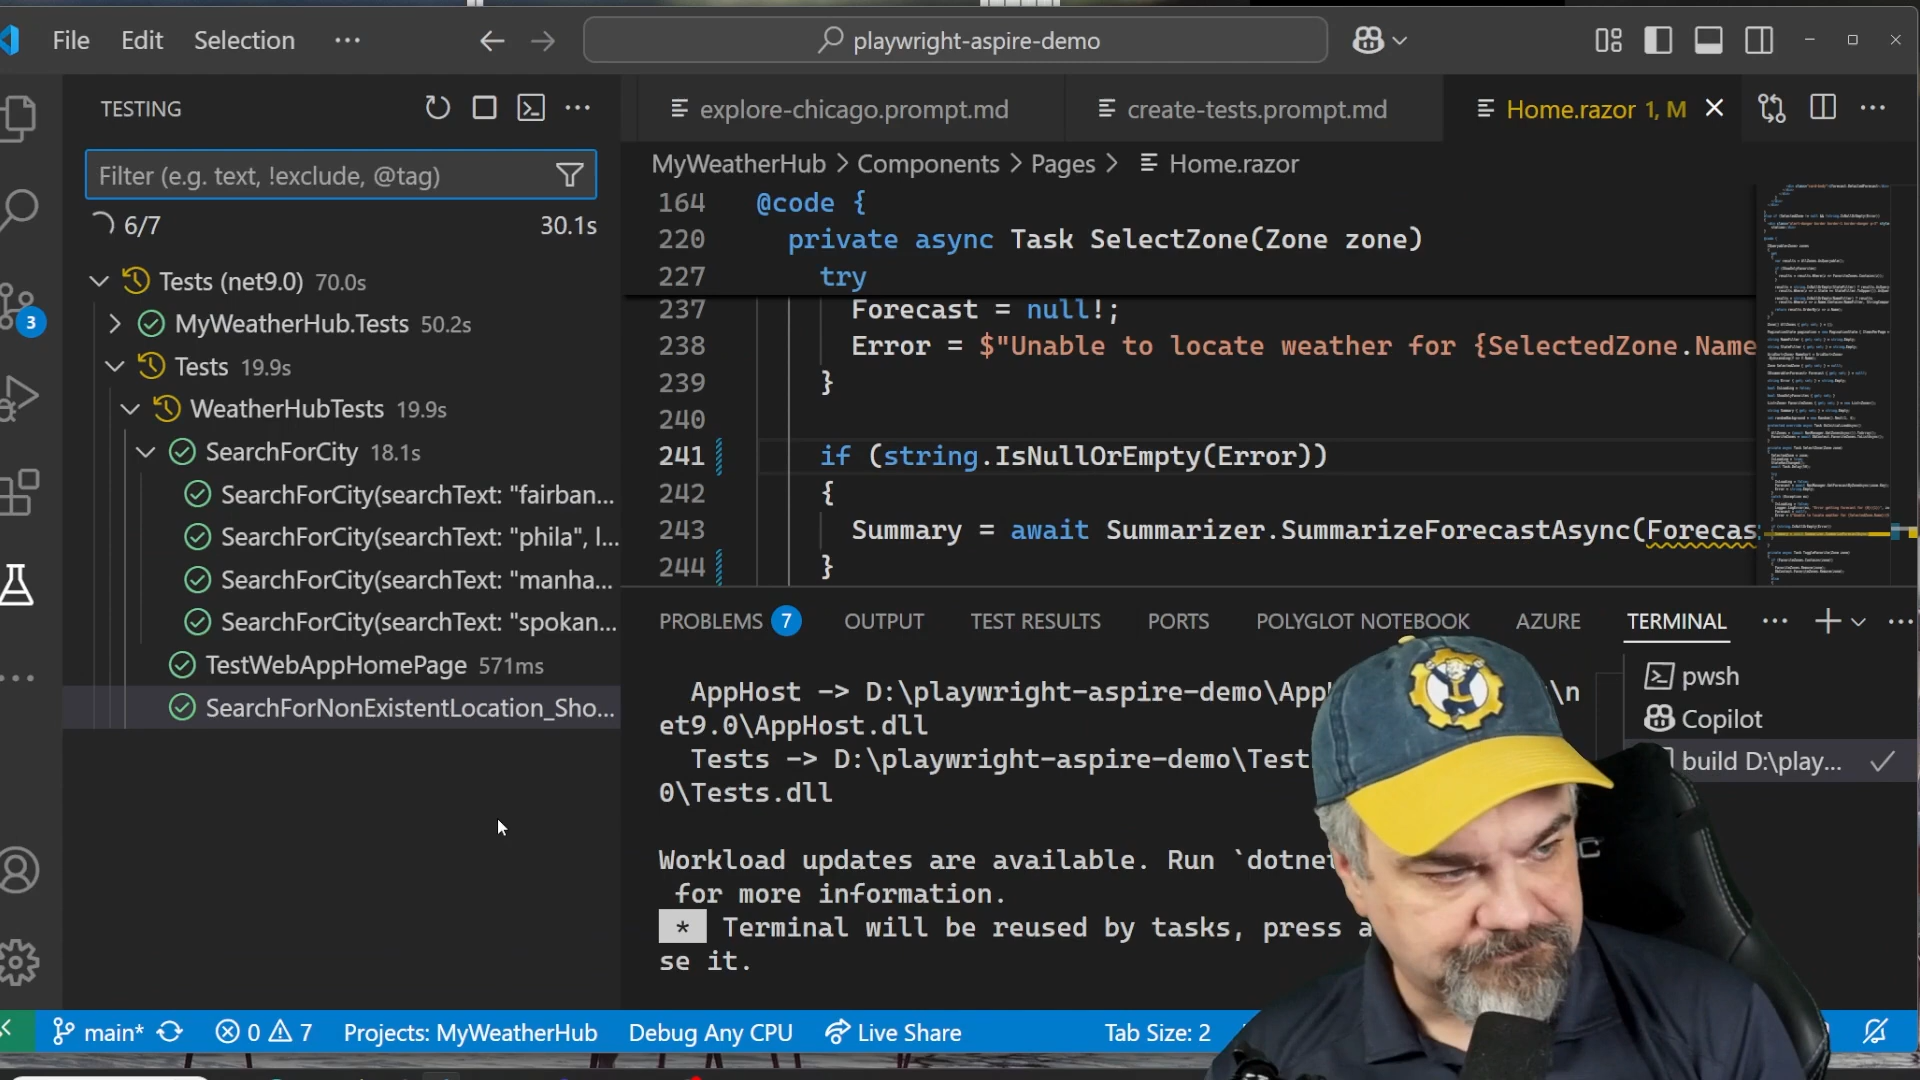 File Edit Selection ··· playwright-aspire-demo
TESTING
Filter (e.g. text, !exclude, @tag)
6/7 30.1s
Tests (net9.0) 70.0s
MyWeatherHub.Tests 50.2s
Tests 19.9s
WeatherHubTests 19.9s
SearchForCity 18.1s
SearchForCity(searchText: "fairban...
SearchForCity(searchText: "phila", l...
SearchForCity(searchText: "manha...
SearchForCity(searchText: "spokan...
TestWebAppHomePage 571ms
SearchForNonExistentLocation_Sho...
3
explore-chicago.prompt.md create-tests.prompt.md Home.razor 1, M
MyWeatherHub > Components > Pages > Home.razor
164 @code {
220 private async Task SelectZone(Zone zone)
227 try
237 Forecast = null!;
238 Error = $"Unable to locate weather for {SelectedZone.Name
239 }
240
241 if (string.IsNullOrEmpty(Error))
242 {
243 Summary = await Summarizer.SummarizeForecastAsync(Forecas
244 }
PROBLEMS 7 OUTPUT TEST RESULTS PORTS POLYGLOT NOTEBOOK AZURE TERMINAL ···
AppHost -> D:\playwright-aspire-demo\App \n
et9.0\AppHost.dll
Tests -> D:\playwright-aspire-demo\Test
0\Tests.dll
Workload updates are available. Run `dotnet
for more information.
* Terminal will be reused by tasks, press a
se it.
pwsh
Copilot
build D:\play...
main* 0 7 Projects: MyWeatherHub Debug Any CPU Live Share Tab Size: 2